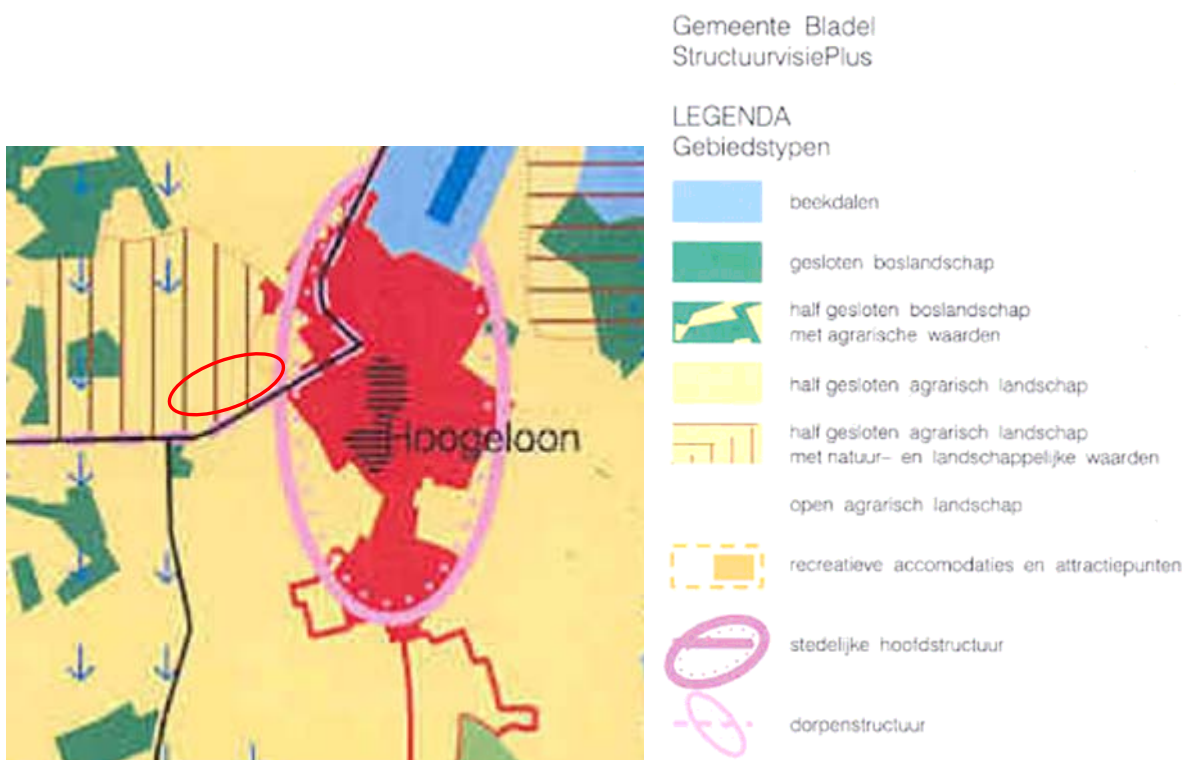 Gemeente Bladel
StructuurvisiePlus
LEGENDA
Gebiedstypen
beekdalen
gesloten boslandschap
half gesloten boslandschap
met agrarische waarden
half gesloten agrarisch landschap
half gesloten agrarisch landschap
met natuur- en landschappelijke waarden
open agrarisch landschap
recreatieve accomodaties en attractiepunten
stedelijke hoofdstructuur
dorpenstructuur
Hoogeloon